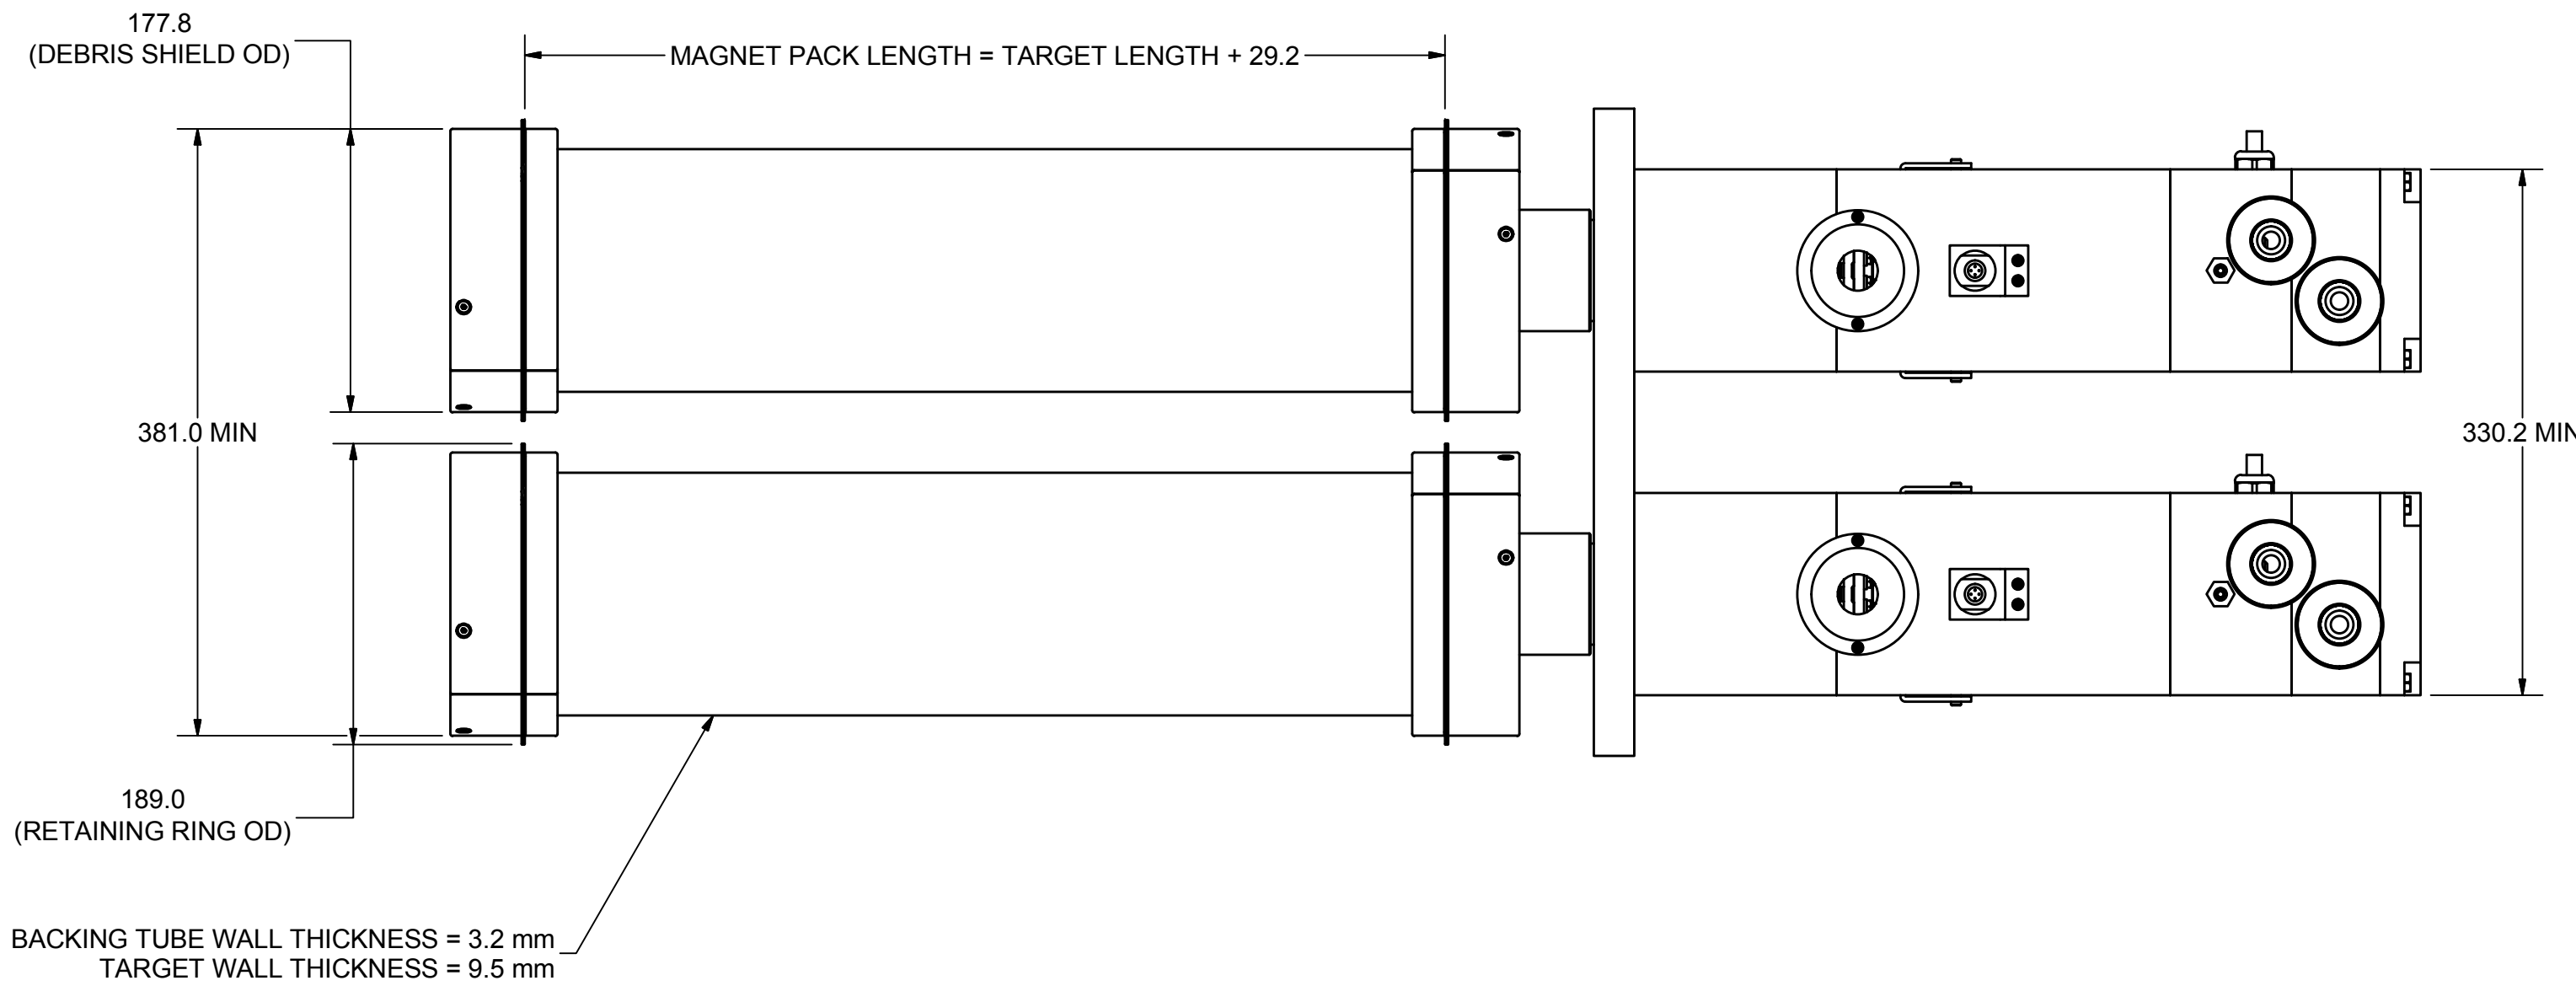 177.8
(DEBRIS SHIELD OD)
MAGNET PACK LENGTH = TARGET LENGTH + 29.2
381.0 MIN
330.2 MIN
189.0
(RETAINING RING OD)
BACKING TUBE WALL THICKNESS = 3.2 mm
TARGET WALL THICKNESS = 9.5 mm